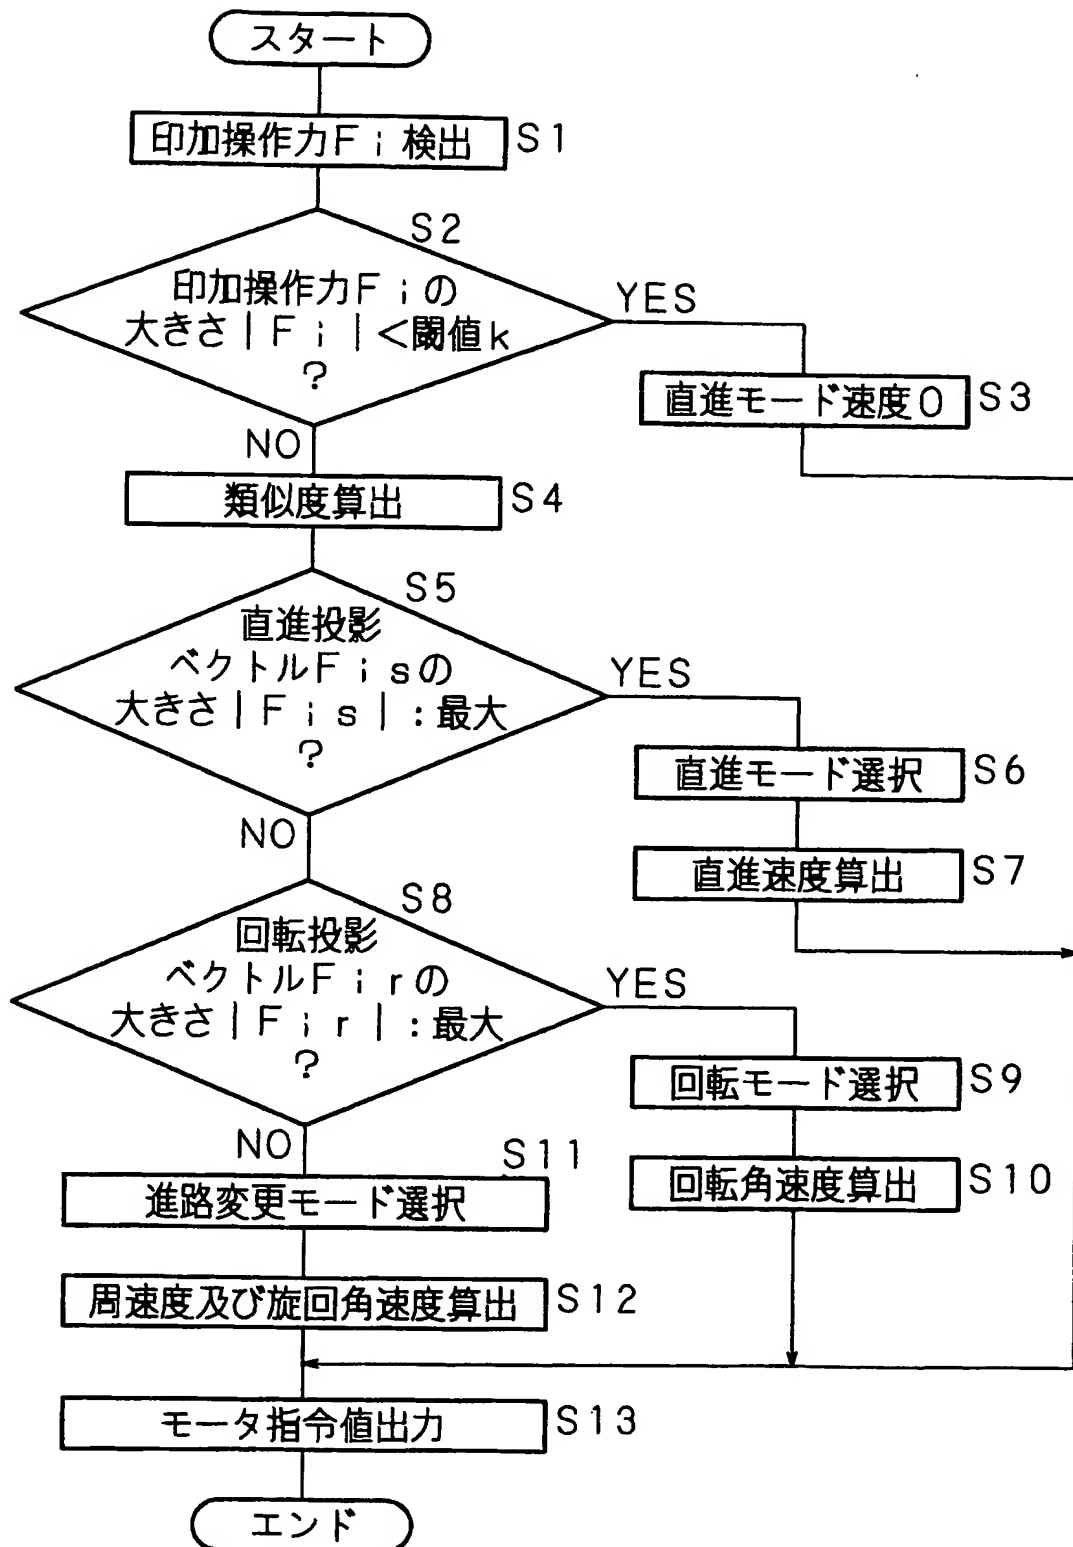 スタート
印加操作力Fi検出
S1
S2
印加操作力Fiの
大きさ|Fi|<閾値k
?
YES
直進モード速度0
S3
NO
類似度算出
S4
S5
直進投影
ベクトルFisの
大きさ|Fis|:最大
?
YES
直進モード選択
S6
NO
直進速度算出
S7
S8
回転投影
ベクトルFirの
大きさ|Fir|:最大
?
YES
回転モード選択
S9
NO
S11
進路変更モード選択
回転角速度算出
S10
周速度及び旋回角速度算出
S12
モータ指令値出力
S13
エンド